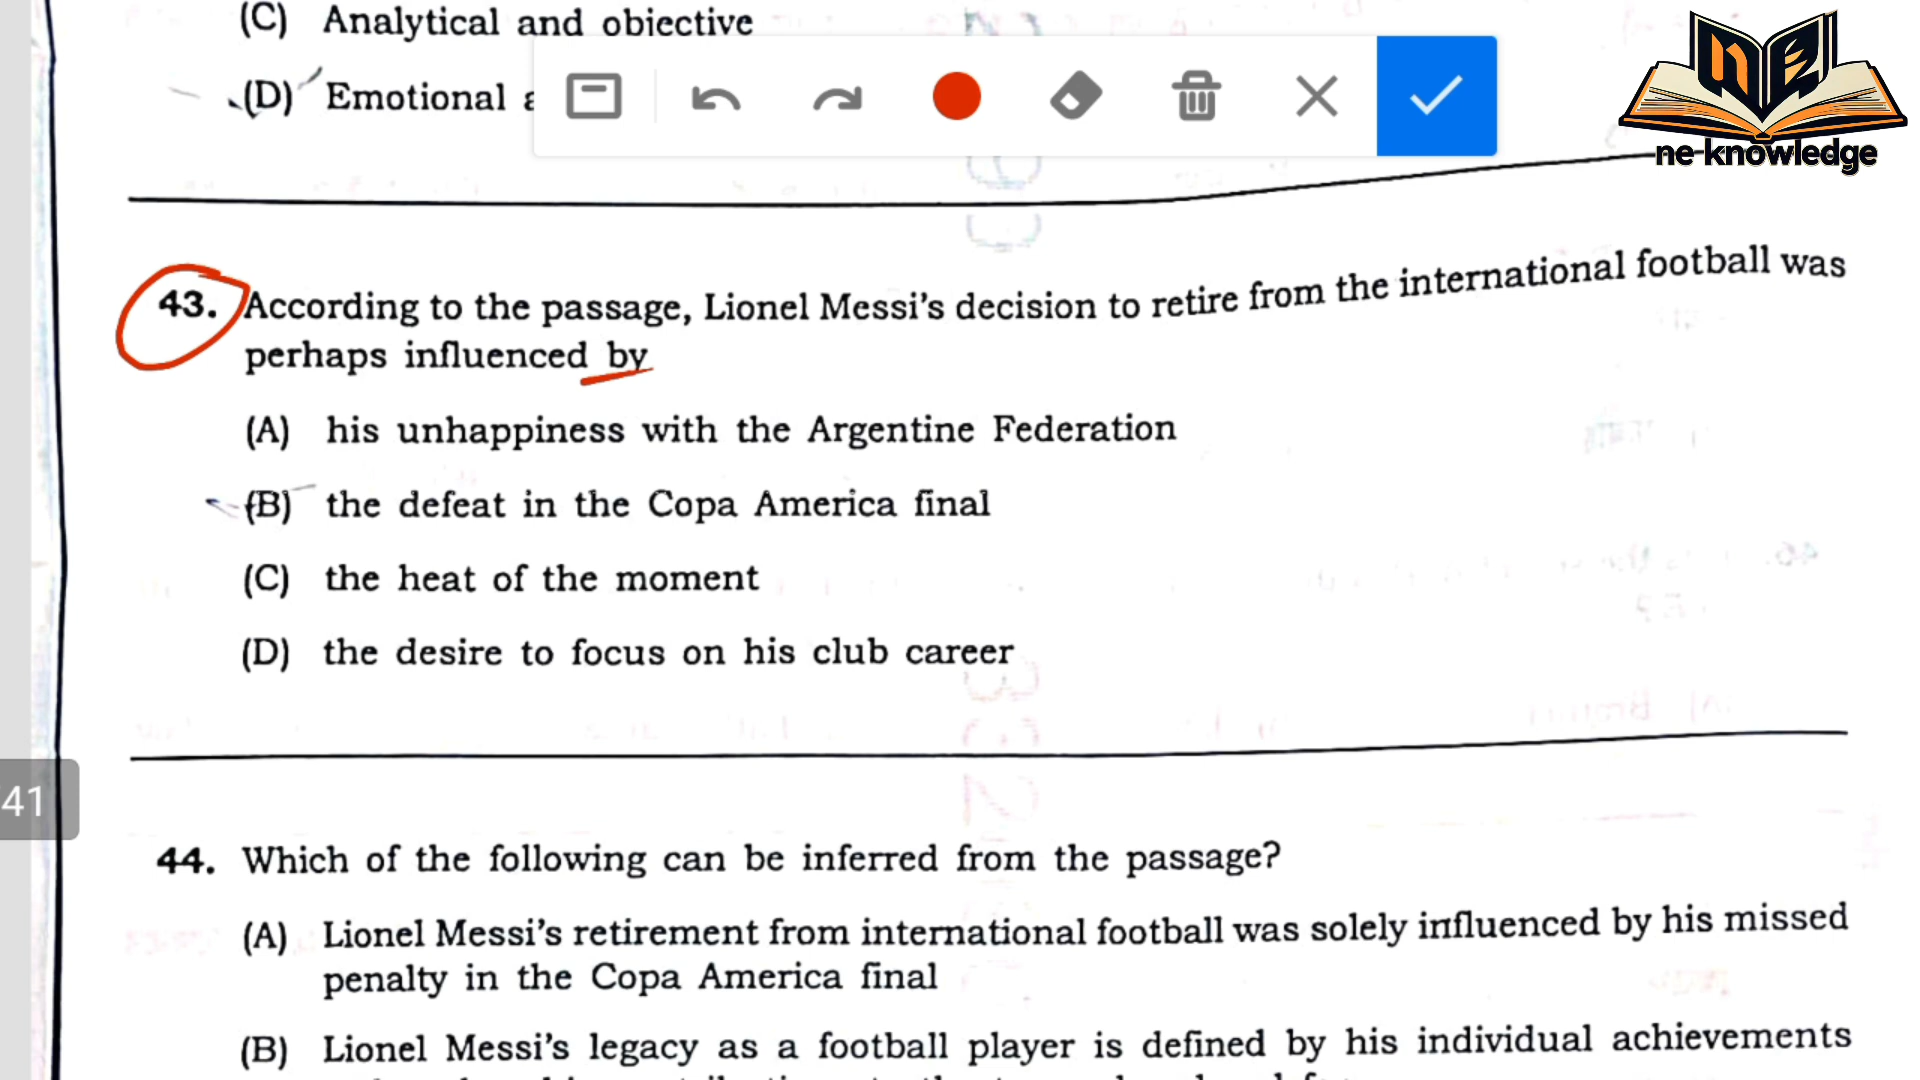 (C) Analytical and objective
(D) Emotional a
ne-knowledge
43. According to the passage, Lionel Messi's decision to retire from the international football was
perhaps influenced by
(A) his unhappiness with the Argentine Federation
(B) the defeat in the Copa America final
(C) the heat of the moment
(D) the desire to focus on his club career
41
44. Which of the following can be inferred from the passage?
(A) Lionel Messi's retirement from international football was solely influenced by his missed
penalty in the Copa America final
(B) Lionel Messi's legacy as a football player is defined by his individual achievements